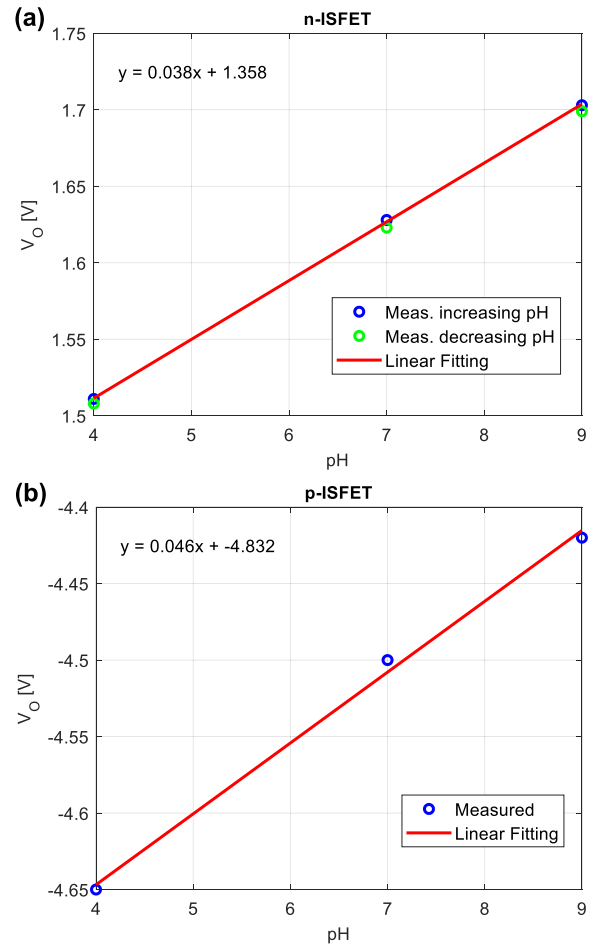 (a)
n-ISFET
y = 0.038x + 1.358
1.75
1.7
1.65
1.6
1.55
1.5
V_O [V]
Meas. increasing pH
Meas. decreasing pH
Linear Fitting
4 5 6 7 8 9
pH
(b)
p-ISFET
y = 0.046x + -4.832
-4.4
-4.45
-4.5
-4.55
-4.6
-4.65
V_O [V]
Measured
Linear Fitting
4 5 6 7 8 9
pH